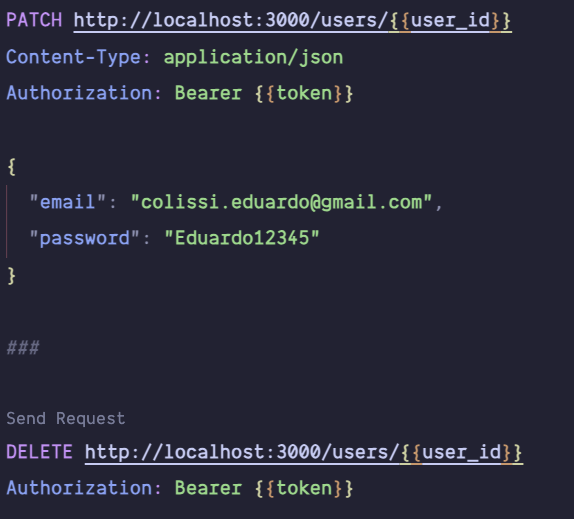 PATCH http://localhost:3000/users/{{user_id}}
Content-Type: application/json
Authorization: Bearer {{token}}
{
"email": "colissi.eduardo@gmail.com",
"password": "Eduardo12345"
}
###
Send Request
DELETE http://localhost:3000/users/{{user_id}}
Authorization: Bearer {{token}}